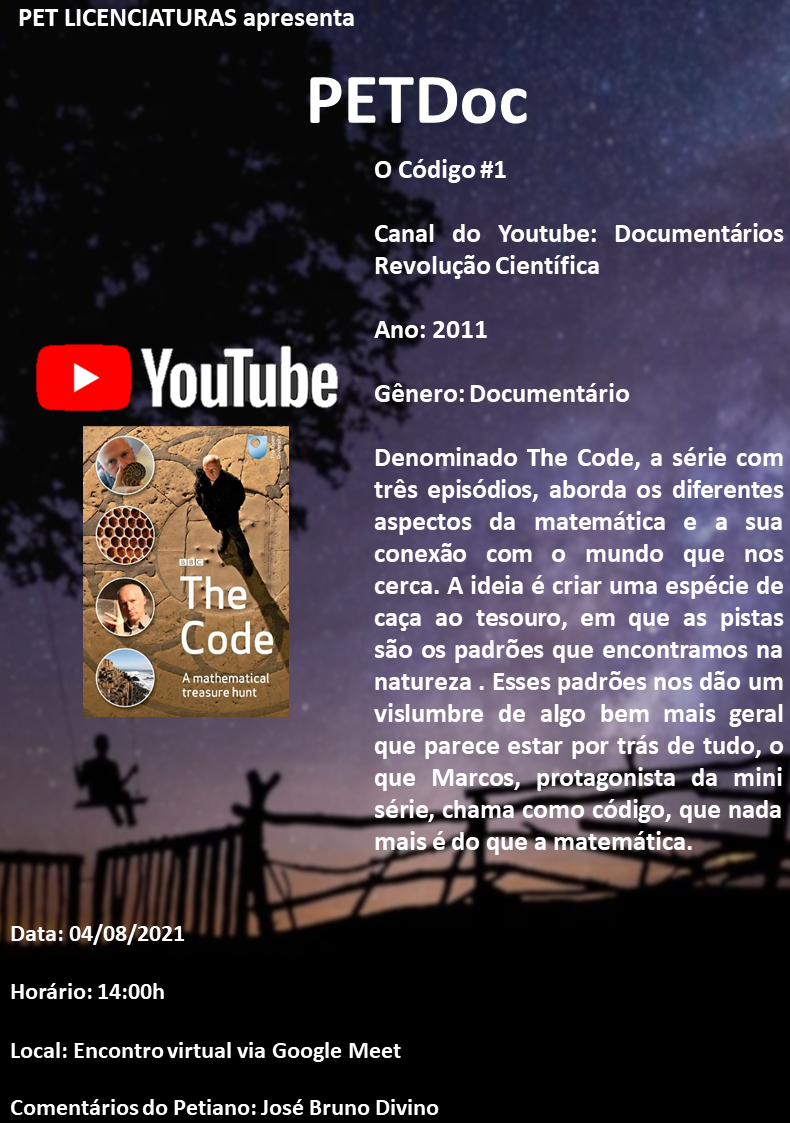 PET LICENCIATURAS apresenta
PETDoc
O Código #1
Canal do Youtube: Documentários
Revolução Científica
Ano: 2011
YouTube
Gênero: Documentário
Denominado The Code, a série com
três episódios, aborda os diferentes
aspectos da matemática e a sua
conexão com o mundo que nos
cerca. A ideia é criar uma espécie de
caça ao tesouro, em que as pistas
são os padrões que encontramos na
natureza . Esses padrões nos dão um
vislumbre de algo bem mais geral
que parece estar por trás de tudo, o
que Marcos, protagonista da mini
série, chama como código, que nada
mais é do que a matemática.
BBC
The
Code
A mathematical
treasure hunt
Data: 04/08/2021
Horário: 14:00h
Local: Encontro virtual via Google Meet
Comentários do Petiano: José Bruno Divino